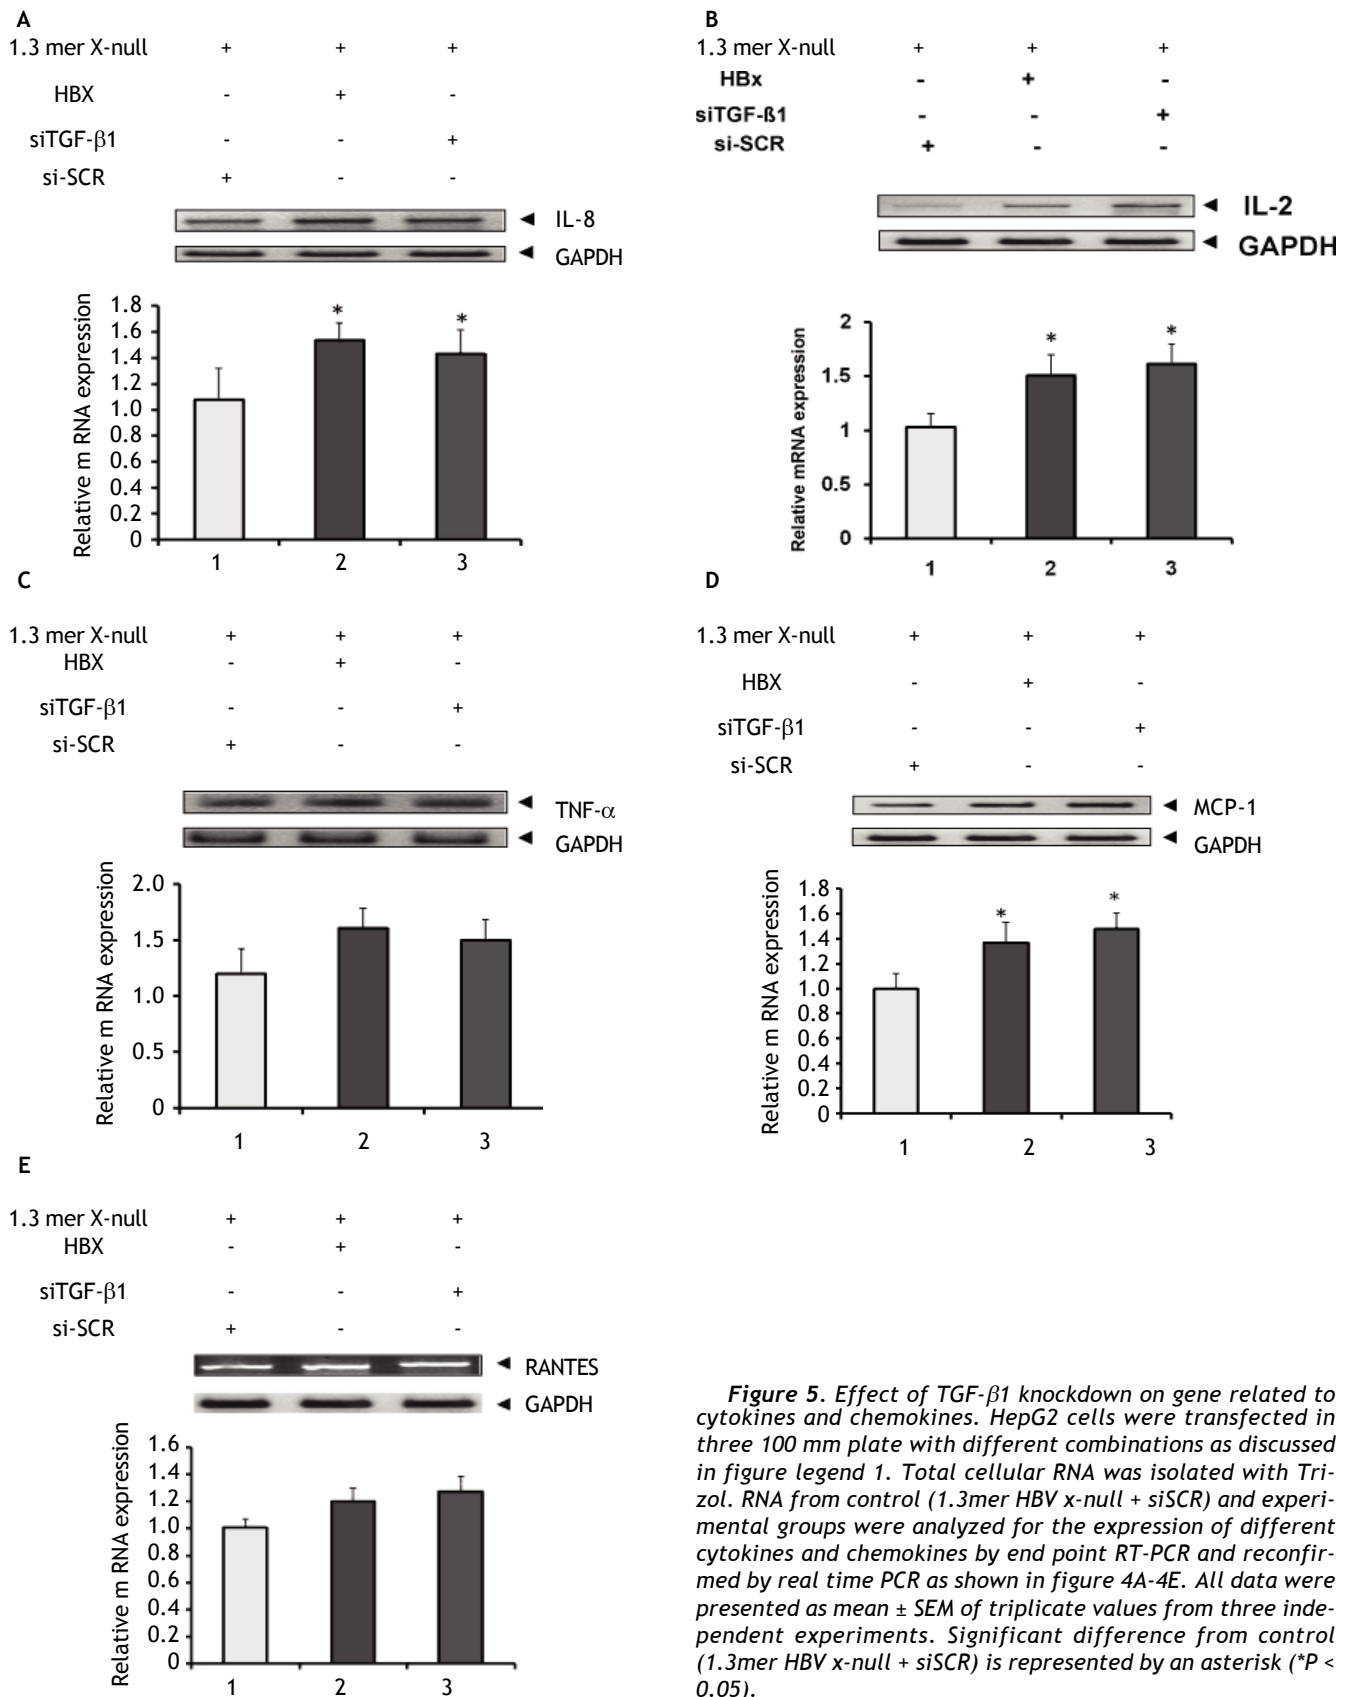 A
1.3 mer X-null + + +
HBX - + -
siTGF-β1 - - +
si-SCR + - -
IL-8
GAPDH
Relative m RNA expression
1.8
1.6
1.4
1.2
1.0
0.8
0.6
0.4
0.2
0
* *
1 2 3
B
1.3 mer X-null + + +
HBx - + -
siTGF-ß1 - - +
si-SCR + - -
IL-2
GAPDH
Relative mRNA expression
2
1.5
1
0.5
0
* *
1 2 3
C
1.3 mer X-null + + +
HBX - + -
siTGF-β1 - - +
si-SCR + - -
TNF-α
GAPDH
Relative m RNA expression
2.0
1.5
1.0
0.5
0
1 2 3
D
1.3 mer X-null + + +
HBX - + -
siTGF-β1 - - +
si-SCR + - -
MCP-1
GAPDH
Relative m RNA expression
1.8
1.6
1.4
1.2
1.0
0.8
0.6
0.4
0.2
0
* *
1 2 3
E
1.3 mer X-null + + +
HBX - + -
siTGF-β1 - - +
si-SCR + - -
RANTES
GAPDH
Relative m RNA expression
1.6
1.4
1.2
1.0
0.8
0.6
0.4
0.2
0
1 2 3
Figure 5. Effect of TGF-β1 knockdown on gene related to
cytokines and chemokines. HepG2 cells were transfected in
three 100 mm plate with different combinations as discussed
in figure legend 1. Total cellular RNA was isolated with Tri-
zol. RNA from control (1.3mer HBV x-null + siSCR) and experi-
mental groups were analyzed for the expression of different
cytokines and chemokines by end point RT-PCR and reconfir-
med by real time PCR as shown in figure 4A-4E. All data were
presented as mean ± SEM of triplicate values from three inde-
pendent experiments. Significant difference from control
(1.3mer HBV x-null + siSCR) is represented by an asterisk (*P <
0.05).